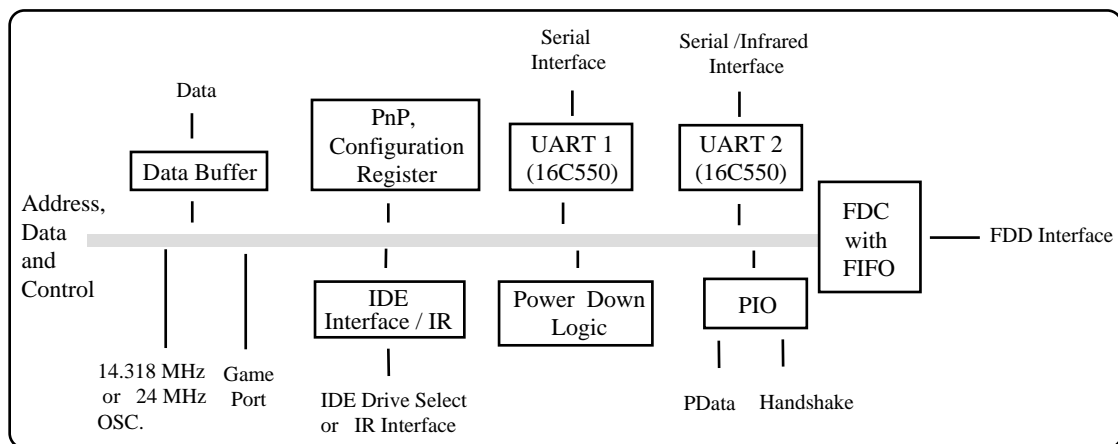 Serial
Interface
Serial /Infrared
Interface
Data
PnP,
Configuration
Register
UART 1
(16C550)
UART 2
(16C550)
Data Buffer
Address,
Data
and
Control
FDC
with
FIFO
FDD Interface
IDE
Interface / IR
Power Down
Logic
PIO
14.318 MHz
or 24 MHz
OSC.
Game
Port
IDE Drive Select
or IR Interface
PData
Handshake